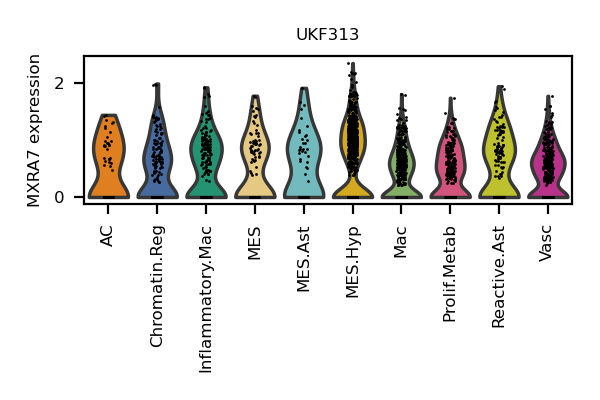 UKF313
MXRA7 expression
2
0
AC
Chromatin.Reg
Inflammatory.Mac
MES
MES.Ast
MES.Hyp
Mac
Prolif.Metab
Reactive.Ast
Vasc